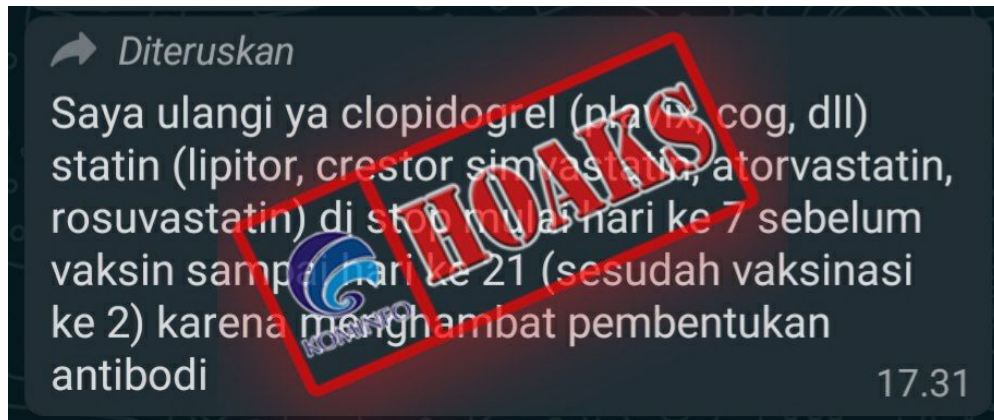 Diteruskan
Saya ulangi ya clopidogrel (plavix, cog, dll)
statin (lipitor, crestor simvastatin, atorvastatin,
rosuvastatin) di stop mulai hari ke 7 sebelum
vaksin sampai hari ke 21 (sesudah vaksinasi
ke 2) karena menghambat pembentukan
antibodi
17.31
HOAKS
KOMINFO